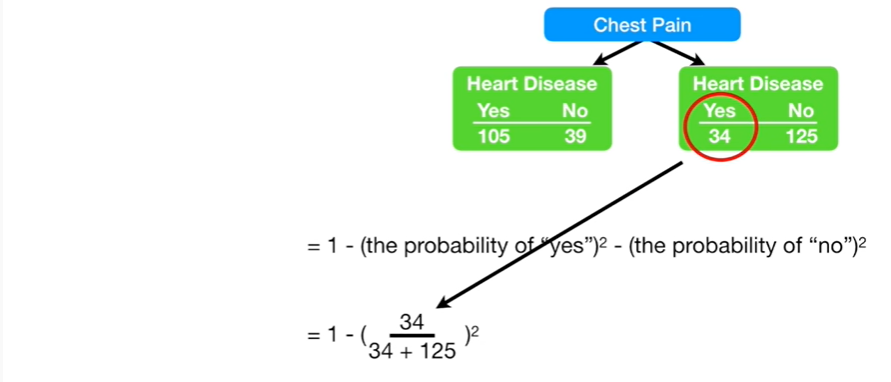 Chest Pain
Heart Disease
Yes No
105 39
Heart Disease
Yes No
34 125
= 1 - (the probability of “yes”)² - (the probability of “no”)²
= 1 - (34 / 34 + 125)²